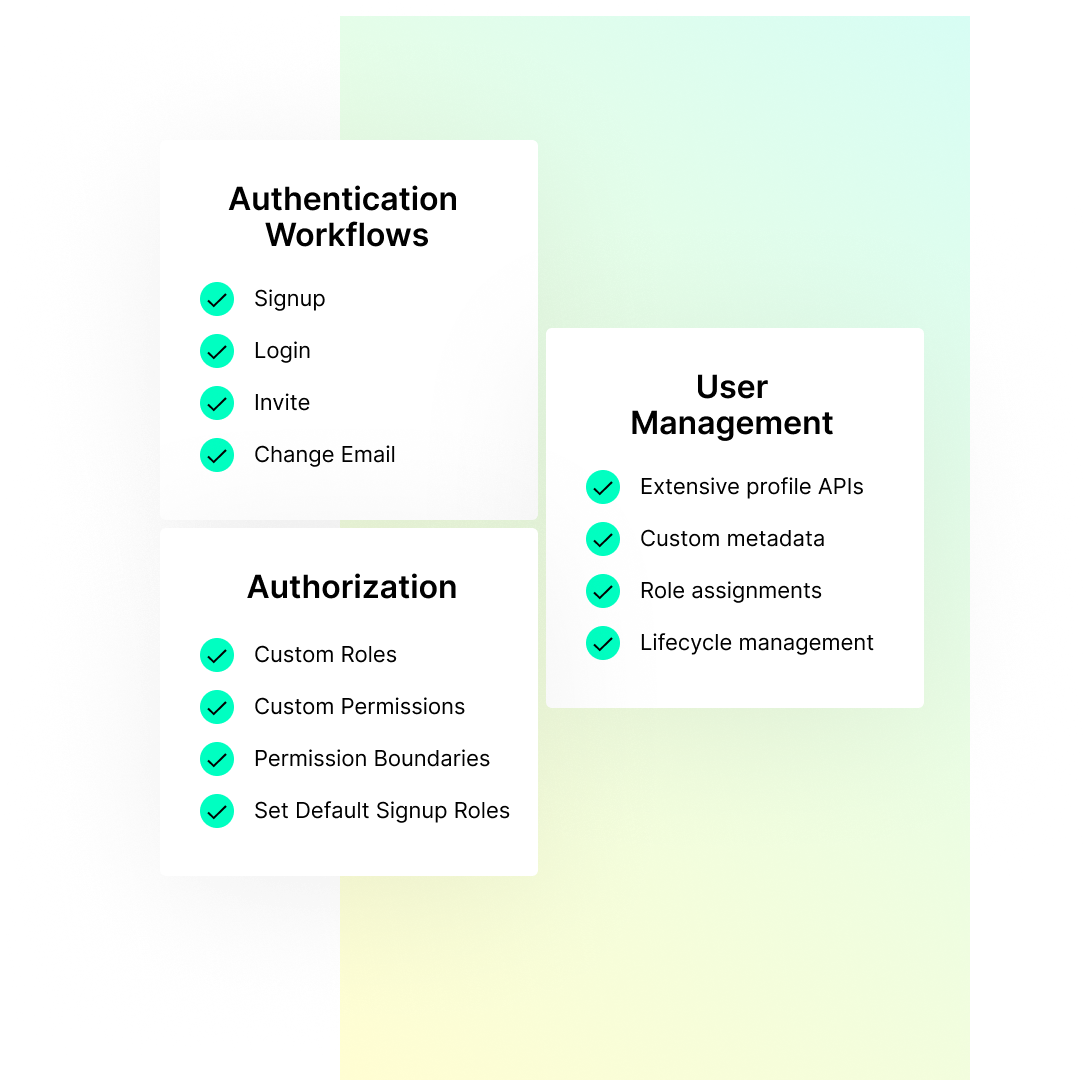 Authentication
Workflows
Signup
Login
Invite
Change Email
Authorization
Custom Roles
Custom Permissions
Permission Boundaries
Set Default Signup Roles
User
Management
Extensive profile APIs
Custom metadata
Role assignments
Lifecycle management